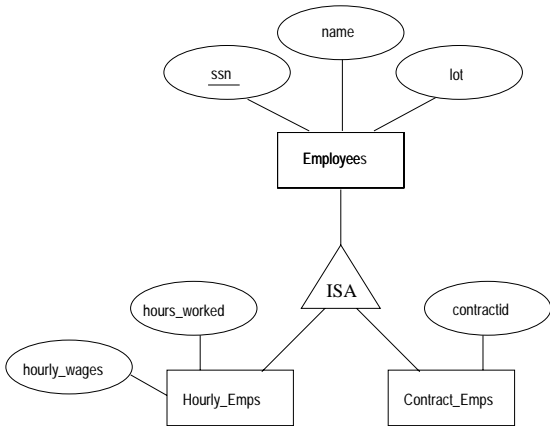 name
ssn
lot
Employees
ISA
hours_worked
contractid
hourly_wages
Hourly_Emps
Contract_Emps